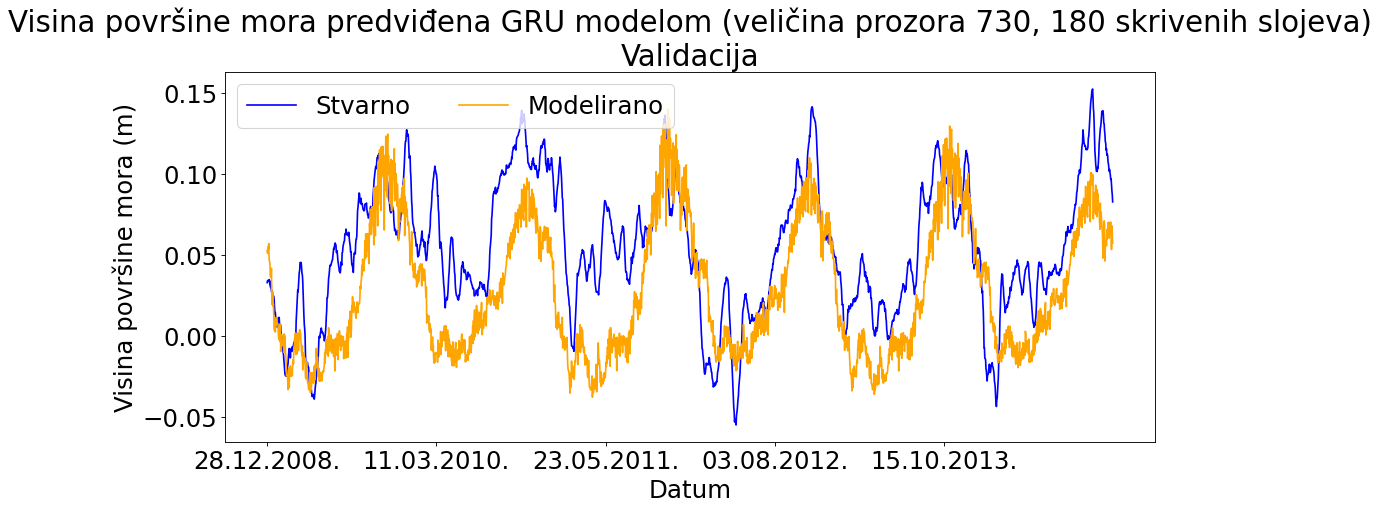 Visina površine mora predviđena GRU modelom (veličina prozora 730, 180 skrivenih slojeva)
Validacija
Stvarno
Modelirano
Visina površine mora (m)
0.15
0.10
0.05
0.00
−0.05
28.12.2008.
11.03.2010.
23.05.2011.
03.08.2012.
15.10.2013.
Datum